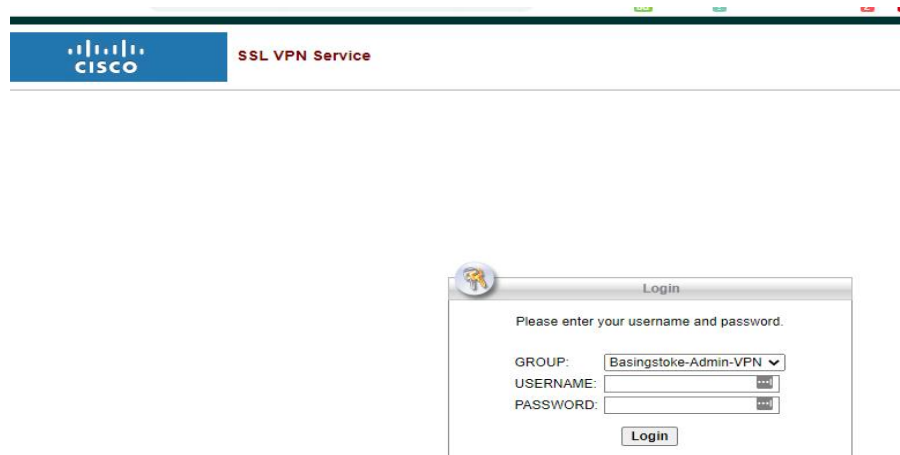 CISCO
SSL VPN Service
Login
Please enter your username and password.
GROUP: Basingstoke-Admin-VPN
USERNAME:
PASSWORD:
Login